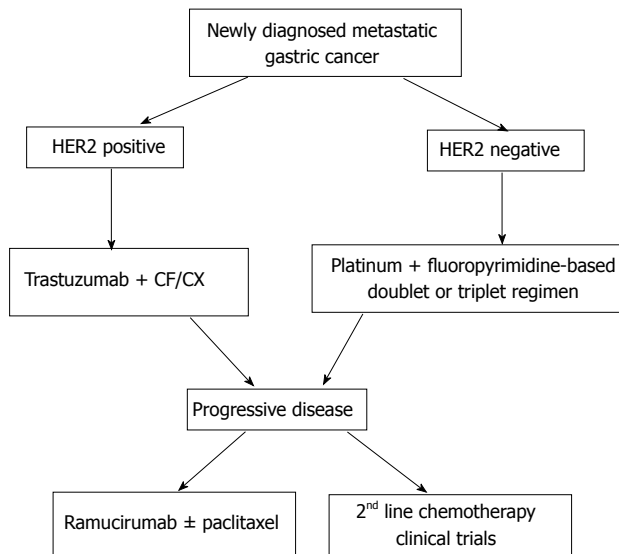 Newly diagnosed metastatic
gastric cancer
HER2 positive
HER2 negative
Trastuzumab + CF/CX
Platinum + fluoropyrimidine-based
doublet or triplet regimen
Progressive disease
Ramucirumab ± paclitaxel
2nd line chemotherapy
clinical trials